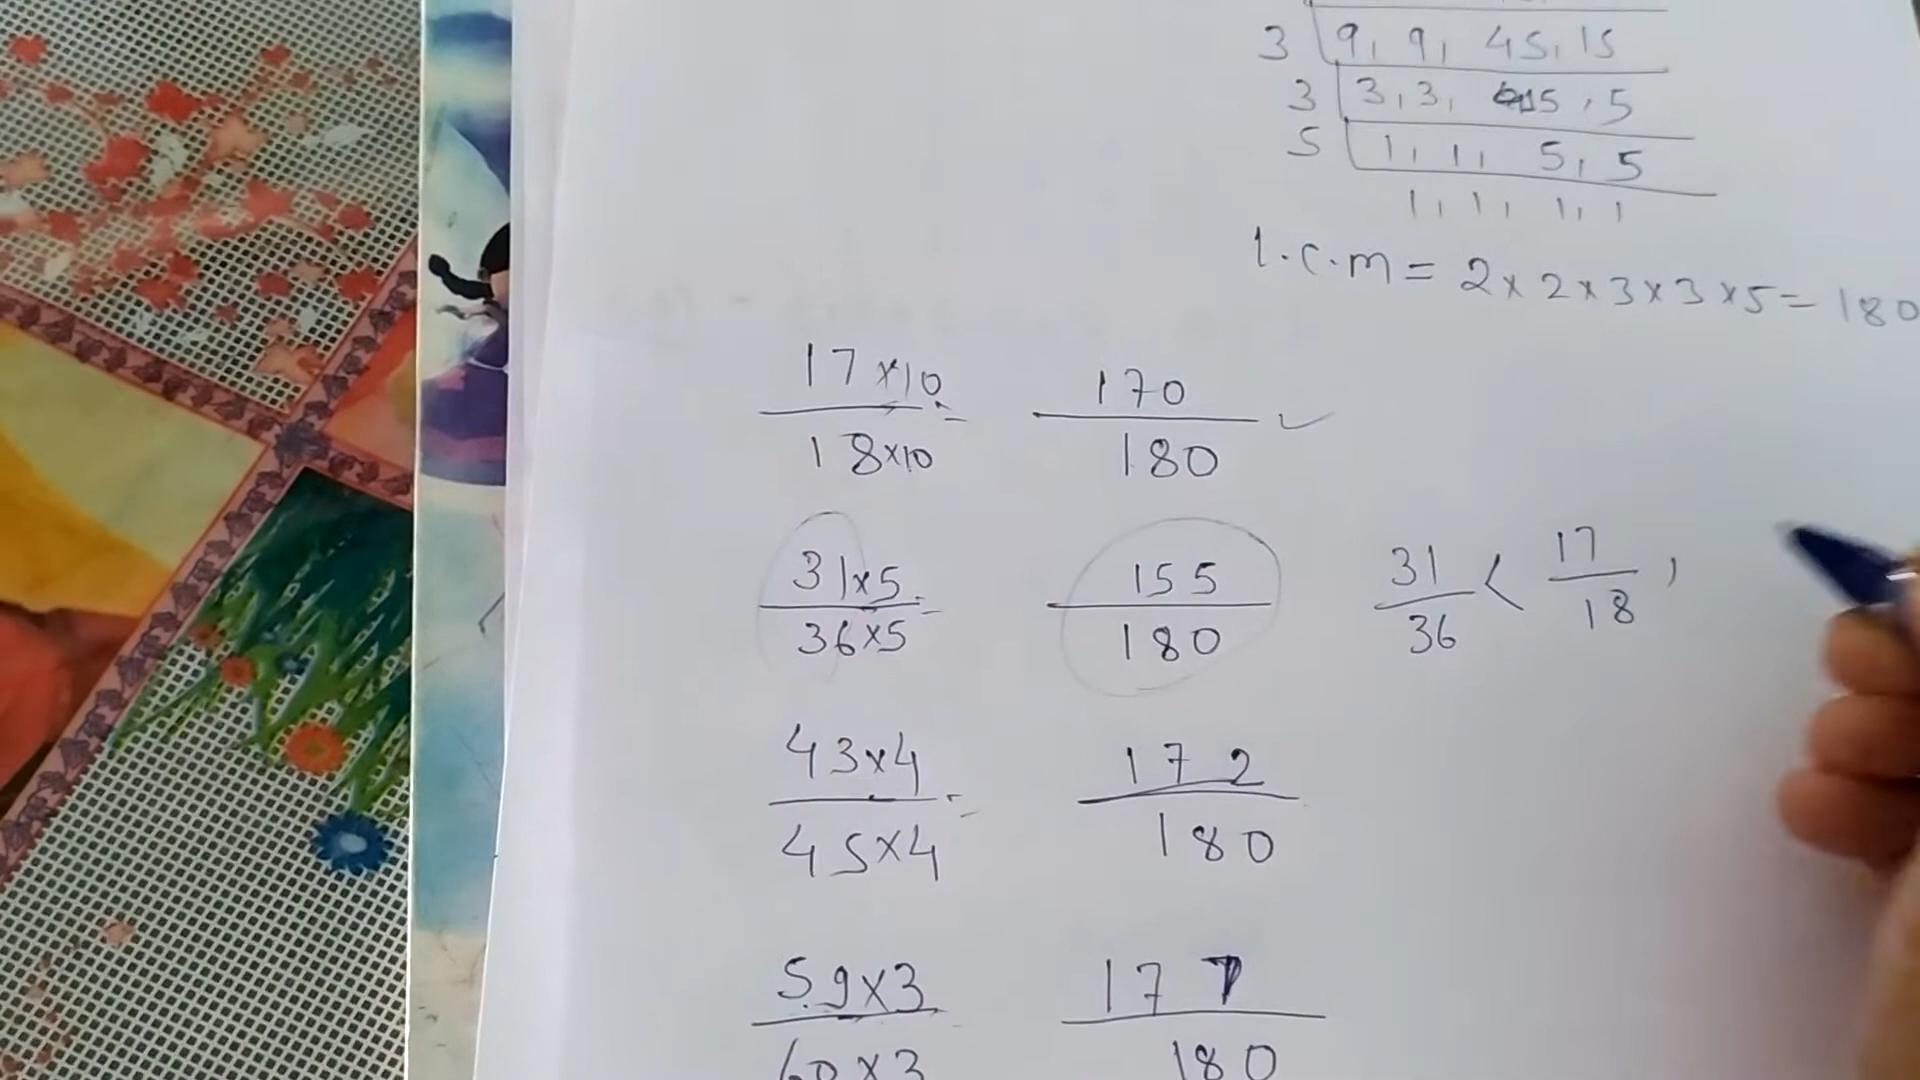 3 | 9, 9, 45, 15
3 | 3, 3, 15, 5
5 | 1, 1, 5, 5
1, 1, 1, 1
l.c.m = 2 x 2 x 3 x 3 x 5 = 180
17 x 10 / 18 x 10 = 170 / 180 ✓
31 x 5 / 36 x 5 = 155 / 180
31 / 36 < 17 / 18 ,
43 x 4 / 45 x 4 = 172 / 180
59 x 3 / 60 x 3 177 / 180